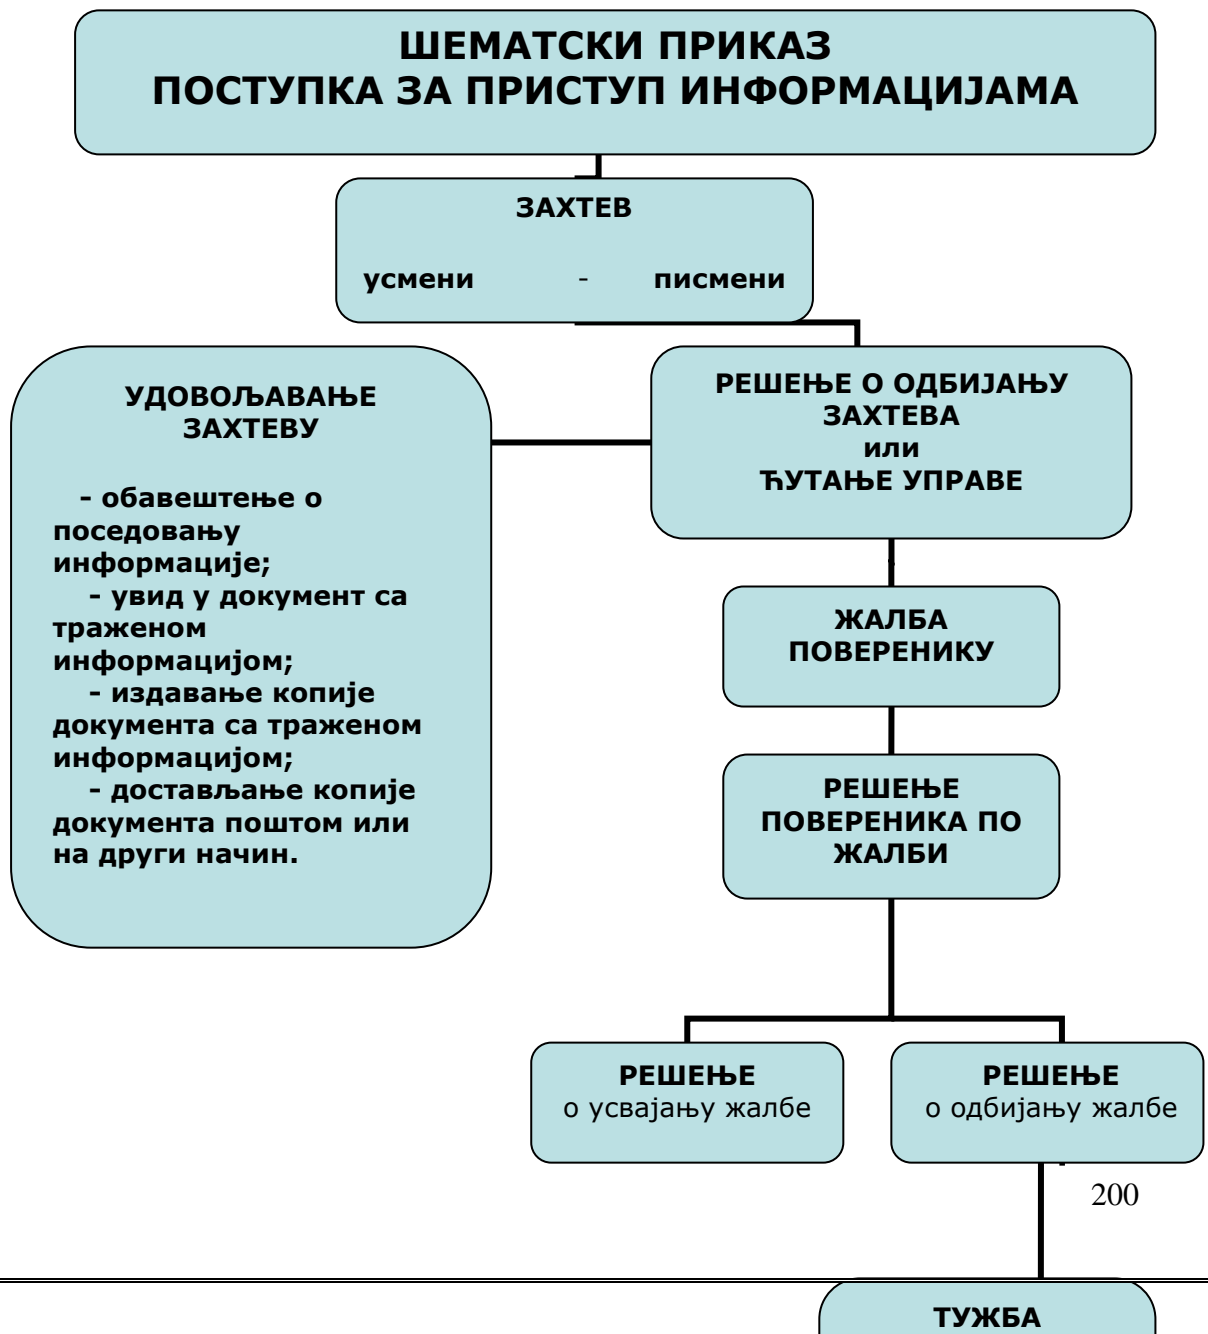 ШЕМАТСКИ ПРИКАЗ
ПОСТУПКА ЗА ПРИСТУП ИНФОРМАЦИЈАМА
ЗАХТЕВ
усмени - писмени
УДОВОЉАВАЊЕ
ЗАХТЕВУ
- обавештење о
поседовању
информације;
- увид у документ са
траженом
информацијом;
- издавање копије
документа са траженом
информацијом;
- достављање копије
документа поштом или
на други начин.
РЕШЕЊЕ О ОДБИЈАЊУ
ЗАХТЕВА
или
ЋУТАЊЕ УПРАВЕ
ЖАЛБА
ПОВЕРЕНИКУ
РЕШЕЊЕ
ПОВЕРЕНИКА ПО
ЖАЛБИ
РЕШЕЊЕ
о усвајању жалбе
РЕШЕЊЕ
о одбијању жалбе
200
ТУЖБА